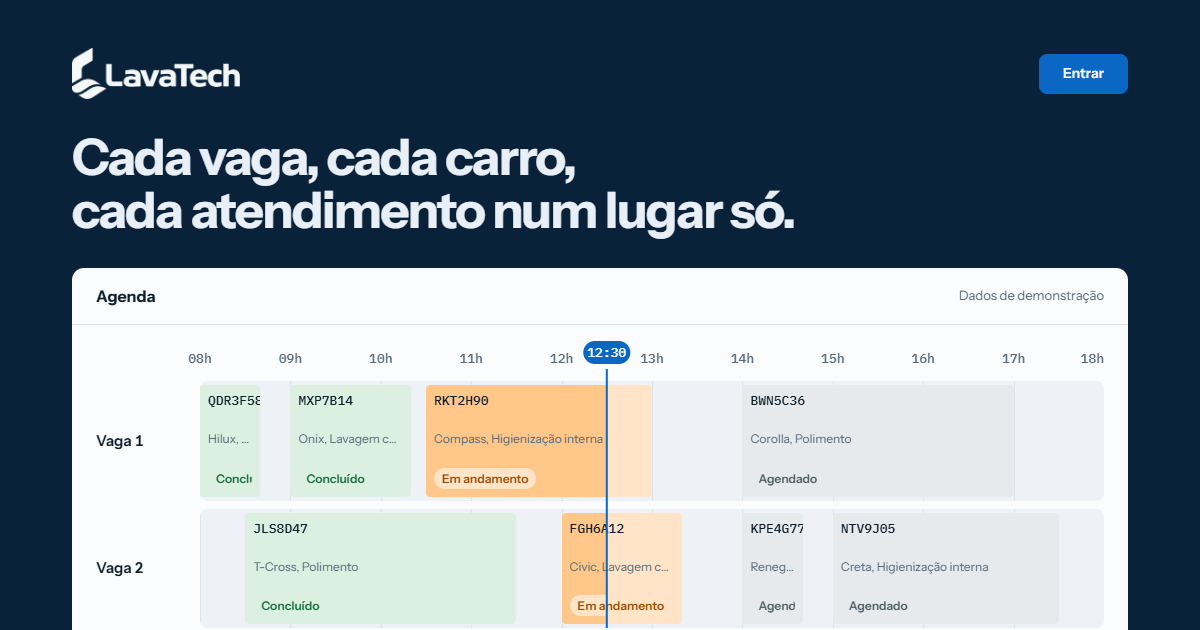 LavaTech
Entrar
Cada vaga, cada carro,
cada atendimento num lugar só.
Agenda
Dados de demonstração
08h 09h 10h 11h 12h 12:30 13h 14h 15h 16h 17h 18h
Vaga 1
QDR3F58
Hilux, ...
Conclu
MXP7B14
Onix, Lavagem c...
Concluído
RKT2H90
Compass, Higienização interna
Em andamento
BWN5C36
Corolla, Polimento
Agendado
Vaga 2
JLS8D47
T-Cross, Polimento
Concluído
FGH6A12
Civic, Lavagem c...
Em andamento
KPE4G77
Reneg...
Agend
NTV9J05
Creta, Higienização interna
Agendado